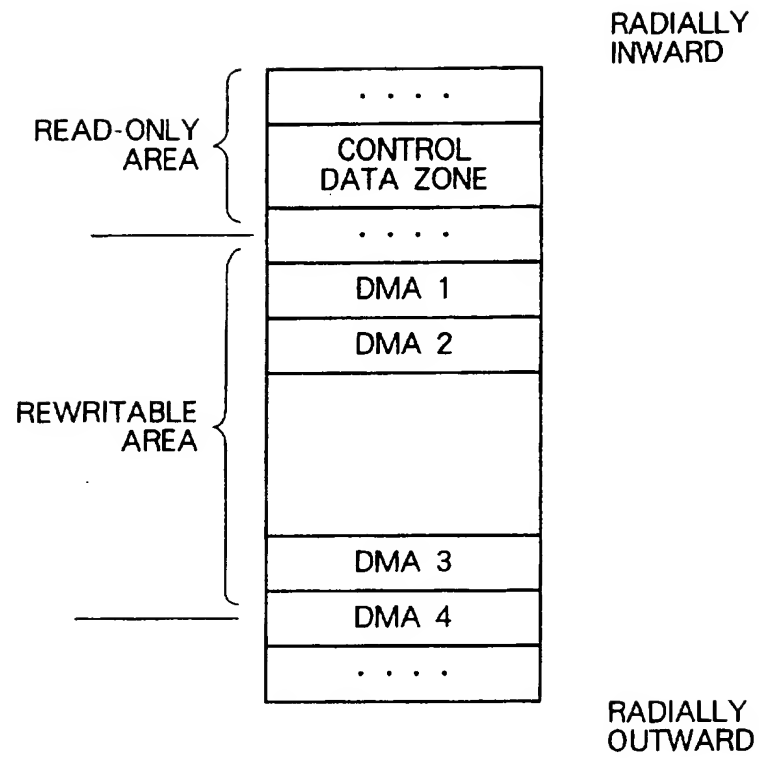 RADIALLY
INWARD
. . . .
READ-ONLY
AREA
CONTROL
DATA ZONE
. . . .
DMA 1
DMA 2
REWRITABLE
AREA
DMA 3
DMA 4
. . . .
RADIALLY
OUTWARD